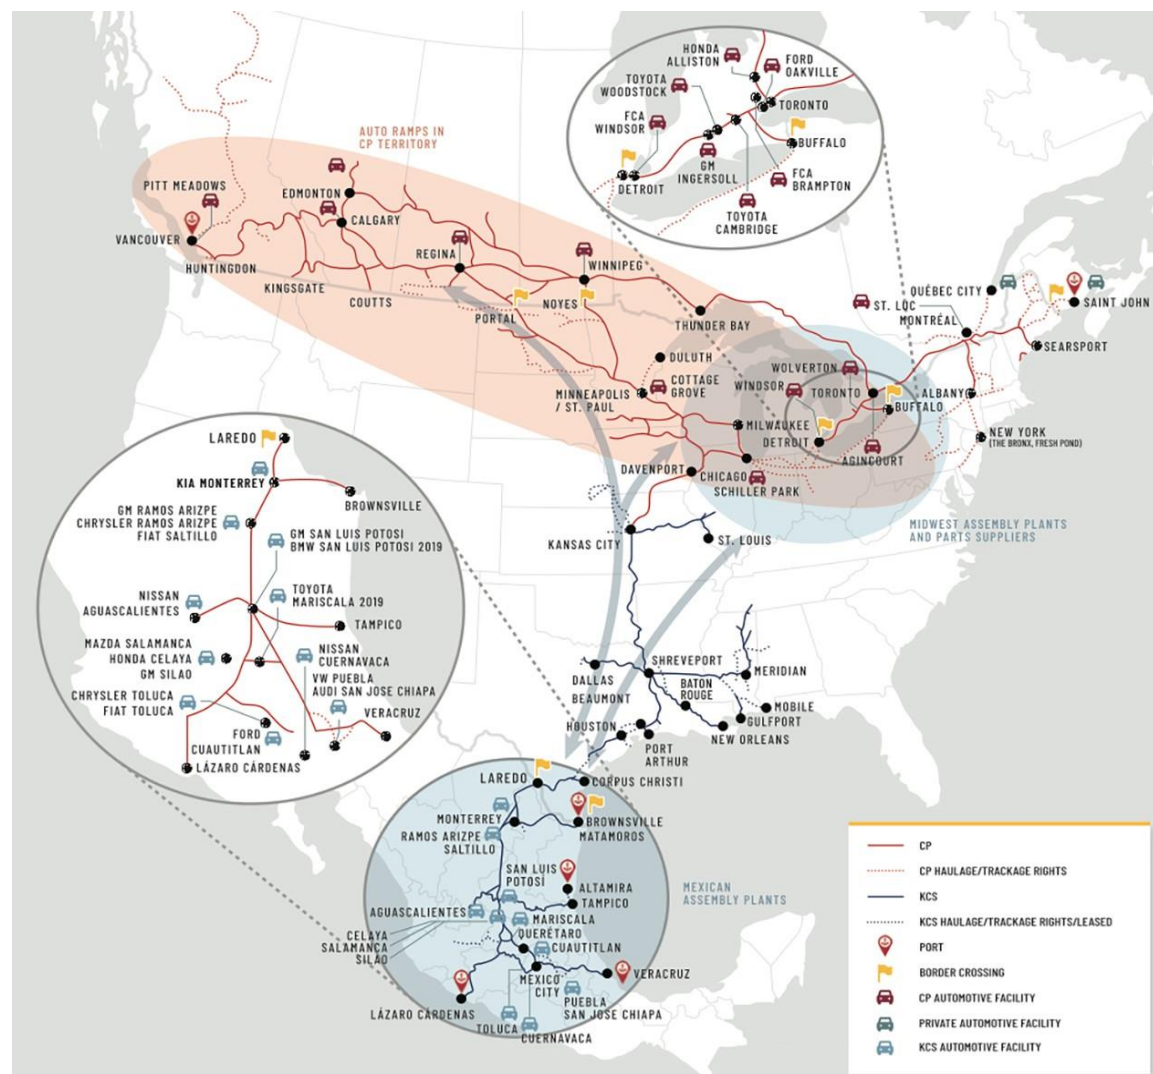 HONDA
ALLISTON
FORD
OAKVILLE
TOYOTA
WOODSTOCK
TORONTO
FCA
WINDSOR
BUFFALO
GM
INGERSOLL
FCA
BRAMPTON
DETROIT
TOYOTA
CAMBRIDGE
AUTO RAMPS IN
CP TERRITORY
PITT MEADOWS
EDMONTON
CALGARY
VANCOUVER
HUNTINGDON
KINGSGATE
COUTTS
REGINA
WINNIPEG
PORTAL
NOYES
THUNDER BAY
DULUTH
COTTAGE
GROVE
MINNEAPOLIS
/ ST. PAUL
QUÉBEC CITY
ST. LUC
MONTRÉAL
SAINT JOHN
SEARSPORT
WOLVERTON
WINDSOR
TORONTO
ALBANY
BUFFALO
MILWAUKEE
DETROIT
NEW YORK
(THE BRONX, FRESH POND)
AGINCOURT
DAVENPORT
CHICAGO
SCHILLER PARK
MIDWEST ASSEMBLY PLANTS
AND PARTS SUPPLIERS
KANSAS CITY
ST. LOUIS
LAREDO
KIA MONTERREY
BROWNSVILLE
GM RAMOS ARIZPE
CHRYSLER RAMOS ARIZPE
FIAT SALTILLO
GM SAN LUIS POTOSI
BMW SAN LUIS POTOSI 2019
NISSAN
AGUASCALIENTES
TOYOTA
MARISCALA 2019
TAMPICO
MAZDA SALAMANCA
HONDA CELAYA
GM SILAO
NISSAN
CUERNAVACA
VW PUEBLA
AUDI SAN JOSE CHIAPA
CHRYSLER TOLUCA
FIAT TOLUCA
VERACRUZ
FORD
CUAUTITLAN
LÁZARO CÁRDENAS
DALLAS
SHREVEPORT
MERIDIAN
BEAUMONT
BATON
ROUGE
MOBILE
GULFPORT
HOUSTON
NEW ORLEANS
PORT
ARTHUR
LAREDO
CORPUS CHRISTI
MONTERREY
BROWNSVILLE
MATAMOROS
RAMOS ARIZPE
SALTILLO
SAN LUIS
POTOSÍ
ALTAMIRA
TAMPICO
MEXICAN
ASSEMBLY PLANTS
AGUASCALIENTES
MARISCALA
CELAYA
SALAMANCA
SILAO
QUERÉTARO
CUAUTITLAN
MEXICO
CITY
VERACRUZ
PUEBLA
SAN JOSE CHIAPA
LÁZARO CÁRDENAS
TOLUCA
CUERNAVACA
CP
CP HAULAGE/TRACKAGE RIGHTS
KCS
KCS HAULAGE/TRACKAGE RIGHTS/LEASED
PORT
BORDER CROSSING
CP AUTOMOTIVE FACILITY
PRIVATE AUTOMOTIVE FACILITY
KCS AUTOMOTIVE FACILITY